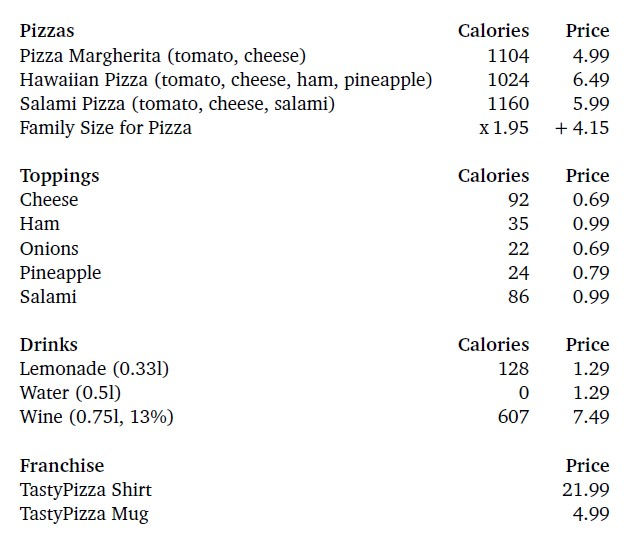 Pizzas Calories Price
Pizza Margherita (tomato, cheese) 1104 4.99
Hawaiian Pizza (tomato, cheese, ham, pineapple) 1024 6.49
Salami Pizza (tomato, cheese, salami) 1160 5.99
Family Size for Pizza x 1.95 + 4.15
Toppings Calories Price
Cheese 92 0.69
Ham 35 0.99
Onions 22 0.69
Pineapple 24 0.79
Salami 86 0.99
Drinks Calories Price
Lemonade (0.33l) 128 1.29
Water (0.5l) 0 1.29
Wine (0.75l, 13%) 607 7.49
Franchise Price
TastyPizza Shirt 21.99
TastyPizza Mug 4.99